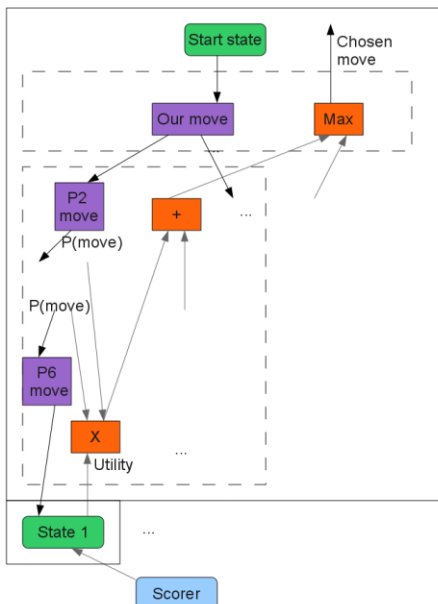 Start state
Chosen
move
Our move
Max
...
P2
move
+
...
P(move)
P(move)
P6
move
X
Utility
...
State 1
...
Scorer